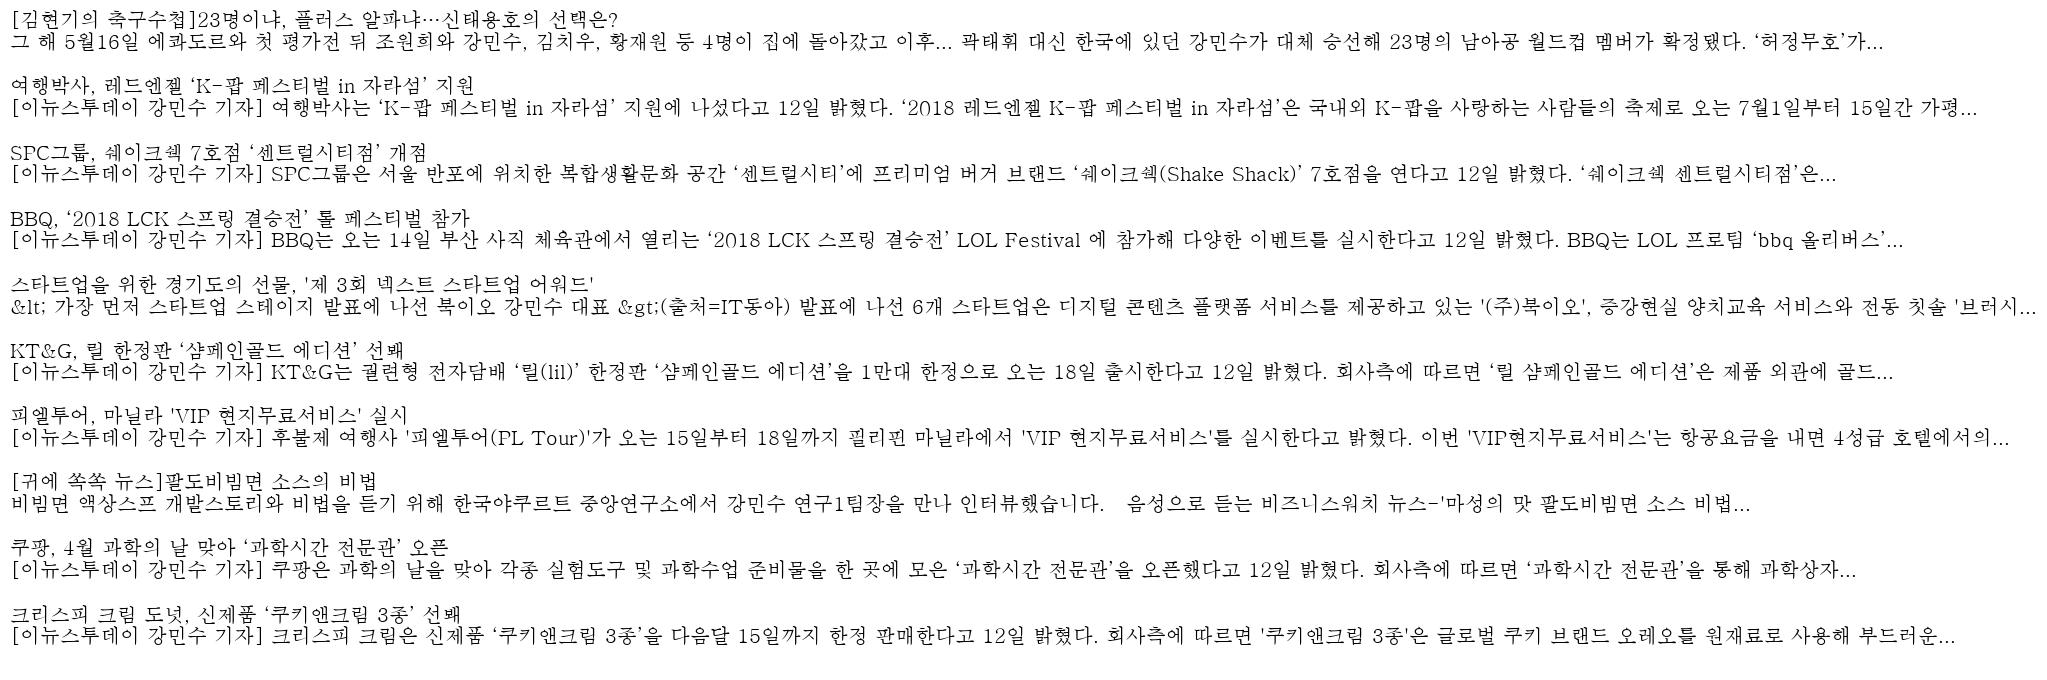 [김현기의 축구수첩]23명이냐, 플러스 알파냐…신태용호의 선택은?
그 해 5월16일 에콰도르와 첫 평가전 뒤 조원희와 강민수, 김치우, 황재원 등 4명이 집에 돌아갔고 이후... 곽태휘 대신 한국에 있던 강민수가 대체 승선해 23명의 남아공 월드컵 멤버가 확정됐다. ‘허정무호’가...
여행박사, 레드엔젤 ‘K-팝 페스티벌 in 자라섬’ 지원
[이뉴스투데이 강민수 기자] 여행박사는 ‘K-팝 페스티벌 in 자라섬’ 지원에 나섰다고 12일 밝혔다. ‘2018 레드엔젤 K-팝 페스티벌 in 자라섬’은 국내외 K-팝을 사랑하는 사람들의 축제로 오는 7월1일부터 15일간 가평...
SPC그룹, 쉐이크쉑 7호점 ‘센트럴시티점’ 개점
[이뉴스투데이 강민수 기자] SPC그룹은 서울 반포에 위치한 복합생활문화 공간 ‘센트럴시티’에 프리미엄 버거 브랜드 ‘쉐이크쉑(Shake Shack)’ 7호점을 연다고 12일 밝혔다. ‘쉐이크쉑 센트럴시티점’은...
BBQ, ‘2018 LCK 스프링 결승전’ 롤 페스티벌 참가
[이뉴스투데이 강민수 기자] BBQ는 오는 14일 부산 사직 체육관에서 열리는 ‘2018 LCK 스프링 결승전’ LOL Festival 에 참가해 다양한 이벤트를 실시한다고 12일 밝혔다. BBQ는 LOL 프로팀 ‘bbq 올리버스’...
스타트업을 위한 경기도의 선물, '제 3회 넥스트 스타트업 어워드'
&lt; 가장 먼저 스타트업 스테이지 발표에 나선 북이오 강민수 대표 &gt;(출처=IT동아) 발표에 나선 6개 스타트업은 디지털 콘텐츠 플랫폼 서비스를 제공하고 있는 '(주)북이오', 증강현실 양치교육 서비스와 전동 칫솔 '브러시...
KT&G, 릴 한정판 ‘샴페인골드 에디션’ 선봬
[이뉴스투데이 강민수 기자] KT&G는 궐련형 전자담배 ‘릴(lil)’ 한정판 ‘샴페인골드 에디션’을 1만대 한정으로 오는 18일 출시한다고 12일 밝혔다. 회사측에 따르면 ‘릴 샴페인골드 에디션’은 제품 외관에 골드...
피엘투어, 마닐라 'VIP 현지무료서비스' 실시
[이뉴스투데이 강민수 기자] 후불제 여행사 '피엘투어(PL Tour)'가 오는 15일부터 18일까지 필리핀 마닐라에서 'VIP 현지무료서비스'를 실시한다고 밝혔다. 이번 'VIP현지무료서비스'는 항공요금을 내면 4성급 호텔에서의...
[귀에 쏙쏙 뉴스]팔도비빔면 소스의 비법
비빔면 액상스프 개발스토리와 비법을 듣기 위해 한국야쿠르트 중앙연구소에서 강민수 연구1팀장을 만나 인터뷰했습니다.   음성으로 듣는 비즈니스워치 뉴스-'마성의 맛 팔도비빔면 소스 비법...
쿠팡, 4월 과학의 날 맞아 ‘과학시간 전문관’ 오픈
[이뉴스투데이 강민수 기자] 쿠팡은 과학의 날을 맞아 각종 실험도구 및 과학수업 준비물을 한 곳에 모은 ‘과학시간 전문관’을 오픈했다고 12일 밝혔다. 회사측에 따르면 ‘과학시간 전문관’을 통해 과학상자...
크리스피 크림 도넛, 신제품 ‘쿠키앤크림 3종’ 선봬
[이뉴스투데이 강민수 기자] 크리스피 크림은 신제품 ‘쿠키앤크림 3종’을 다음달 15일까지 한정 판매한다고 12일 밝혔다. 회사측에 따르면 '쿠키앤크림 3종'은 글로벌 쿠키 브랜드 오레오를 원재료로 사용해 부드러운...